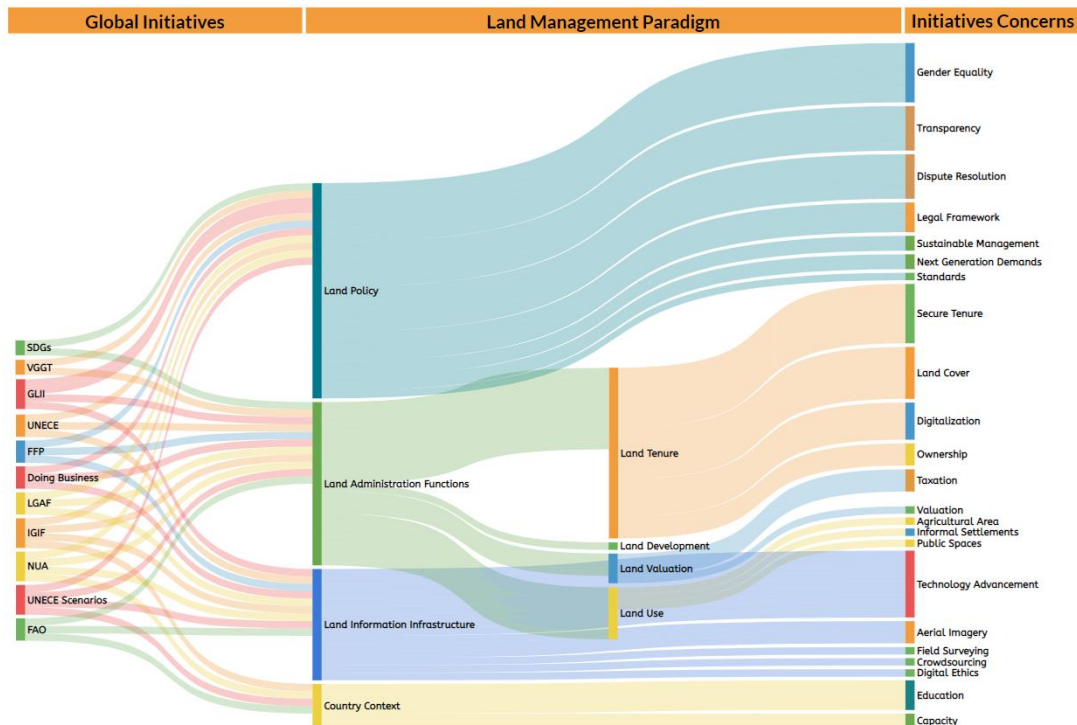 Global Initiatives
Land Management Paradigm
Initiatives Concerns
SDGs
VGGT
GLII
UNECE
FFP
Doing Business
LGAF
IGIF
NUA
UNECE Scenarios
FAO
Land Policy
Land Administration Functions
Land Information Infrastructure
Country Context
Land Tenure
Land Development
Land Valuation
Land Use
Gender Equality
Transparency
Dispute Resolution
Legal Framework
Sustainable Management
Next Generation Demands
Standards
Secure Tenure
Land Cover
Digitalization
Ownership
Taxation
Valuation
Agricultural Area
Informal Settlements
Public Spaces
Technology Advancement
Aerial Imagery
Field Surveying
Crowdsourcing
Digital Ethics
Education
Capacity